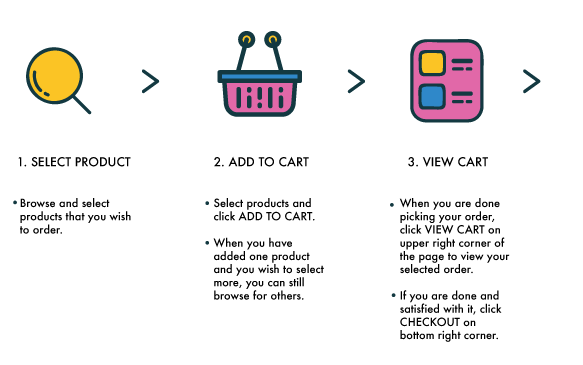 1. SELECT PRODUCT
• Browse and select
products that you wish
to order.
2. ADD TO CART
• Select products and
click ADD TO CART.
• When you have
added one product
and you wish to select
more, you can still
browse for others.
3. VIEW CART
• When you are done
picking your order,
click VIEW CART on
upper right corner of
the page to view your
selected order.
• If you are done and
satisfied with it, click
CHECKOUT on
bottom right corner.